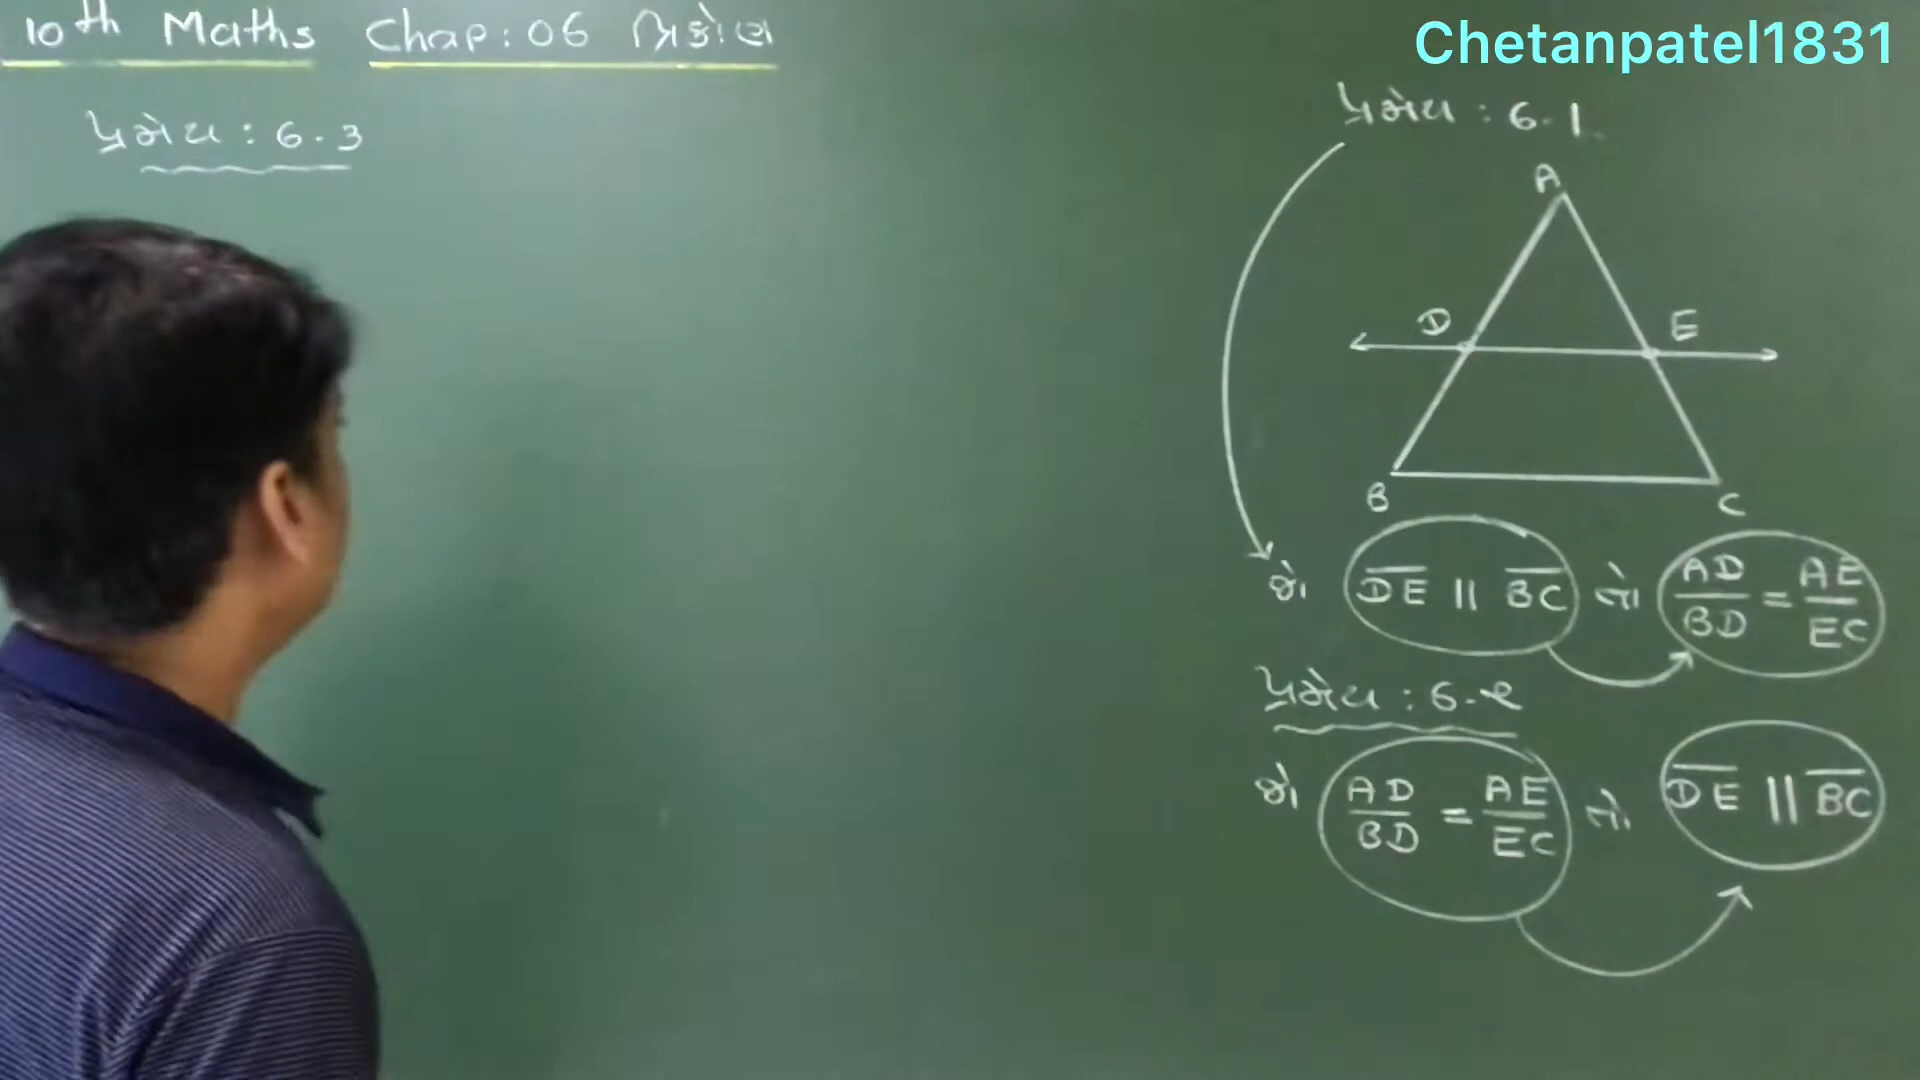 10th Maths Chap: 06 ત્રિકોણ
Chetanpatel1831
પ્રમેય : 6.3
પ્રમેય : 6.1
A
D E
B C
જો DE || BC તો AD/BD = AE/EC
પ્રમેય : 6.2
જો AD/BD = AE/EC તો DE || BC